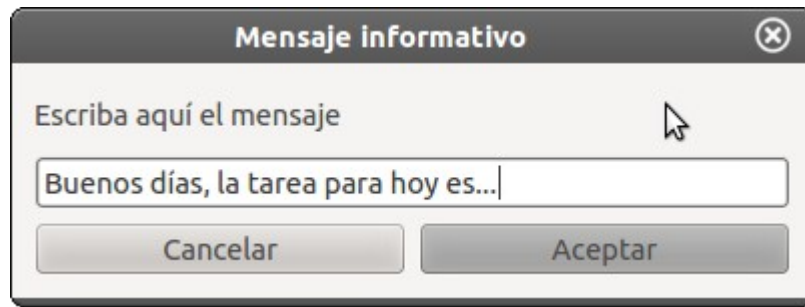 Mensaje informativo
Escriba aquí el mensaje
Buenos días, la tarea para hoy es...
Cancelar Aceptar